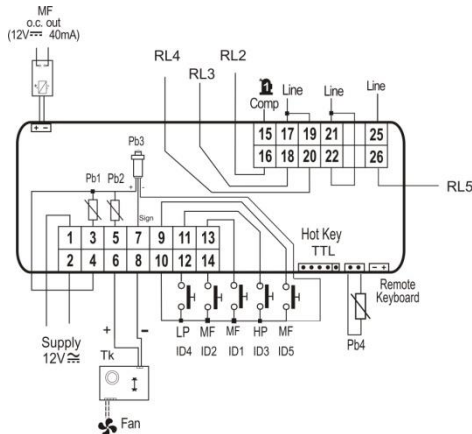 MF
o.c. out
(12V⎓ 40mA)
RL4
RL3
RL2
1
Comp
Line
Line
Line
+ -
15 17 19 21 25
16 18 20 22 26
RL5
Pb3
+ -
Pb1
Pb2
Sign
1 3 5 7 9 11 13
2 4 6 8 10 12 14
Hot Key
TTL
- +
Remote
Keyboard
Pb4
LP MF MF HP MF
ID4 ID2 ID1 ID3 ID5
Supply
12V≂
+ -
Tk
Fan